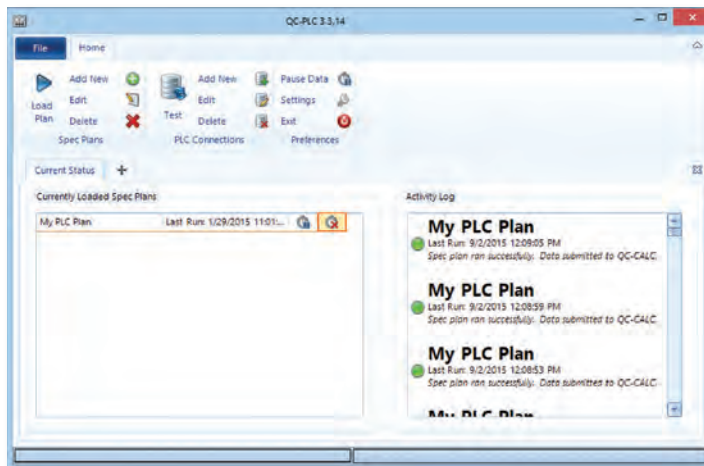 QC-PLC 3.3.14
File Home
Load Plan
Add New
Edit
Delete
Spec Plans
Test
Add New
Edit
Delete
PLC Connections
Pause Data
Settings
Exit
Preferences
Current Status
Currently Loaded Spec Plans
My PLC Plan Last Run: 1/29/2015 11:01:...
Activity Log
My PLC Plan
Last Run: 9/2/2015 12:09:05 PM
Spec plan ran successfully. Data submitted to QC-CALC.
My PLC Plan
Last Run: 9/2/2015 12:08:59 PM
Spec plan ran successfully. Data submitted to QC-CALC.
My PLC Plan
Last Run: 9/2/2015 12:08:53 PM
Spec plan ran successfully. Data submitted to QC-CALC.
My PLC Plan